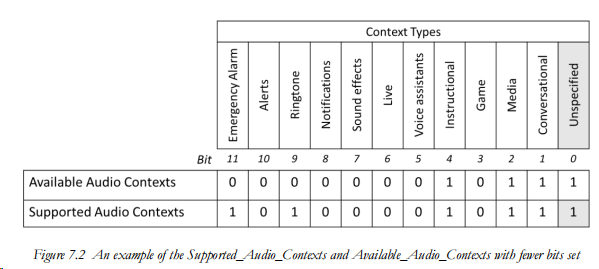 Context Types
Emergency Alarm Alerts Ringtone Notifications Sound effects Live Voice assistants Instructional Game Media Conversational Unspecified
Bit 11 10 9 8 7 6 5 4 3 2 1 0
Available Audio Contexts 0 0 0 0 0 0 0 1 0 1 1 1
Supported Audio Contexts 1 0 1 0 0 0 0 1 0 1 1 1
Figure 7.2 An example of the Supported_Audio_Contexts and Available_Audio_Contexts with fewer bits set